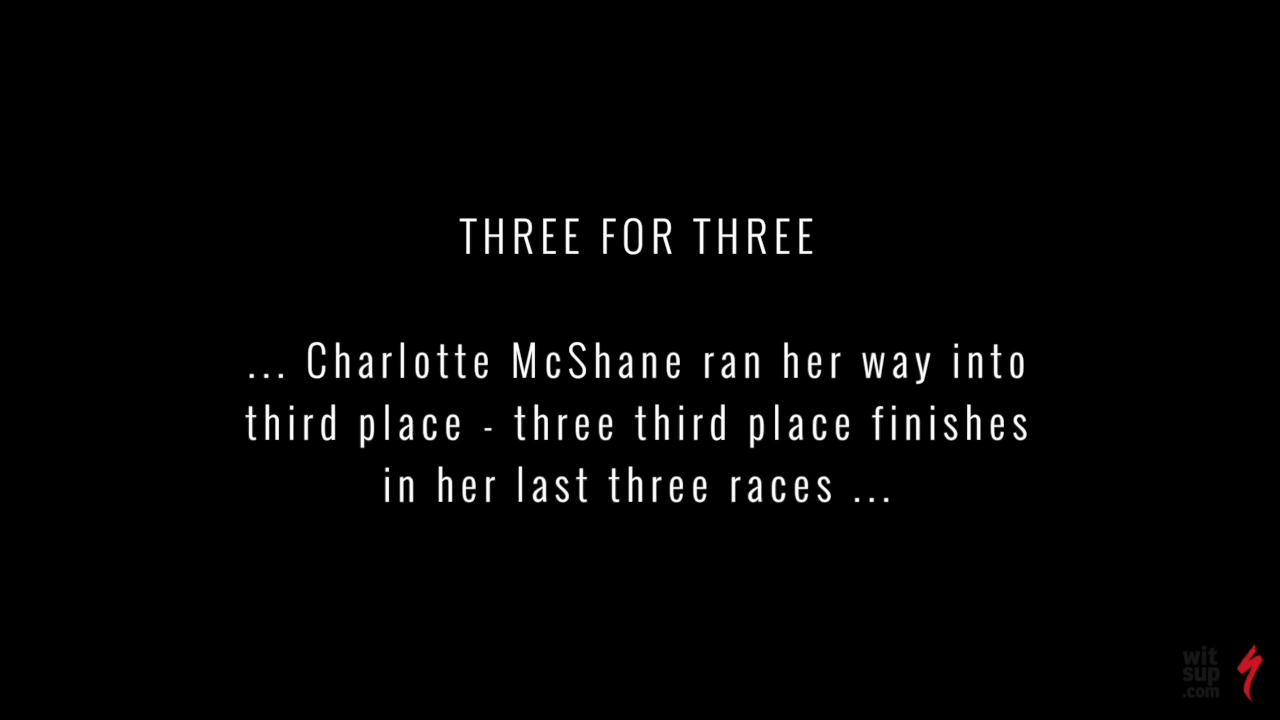 THREE FOR THREE
... Charlotte McShane ran her way into
third place - three third place finishes
in her last three races ...
wit
sup
.com